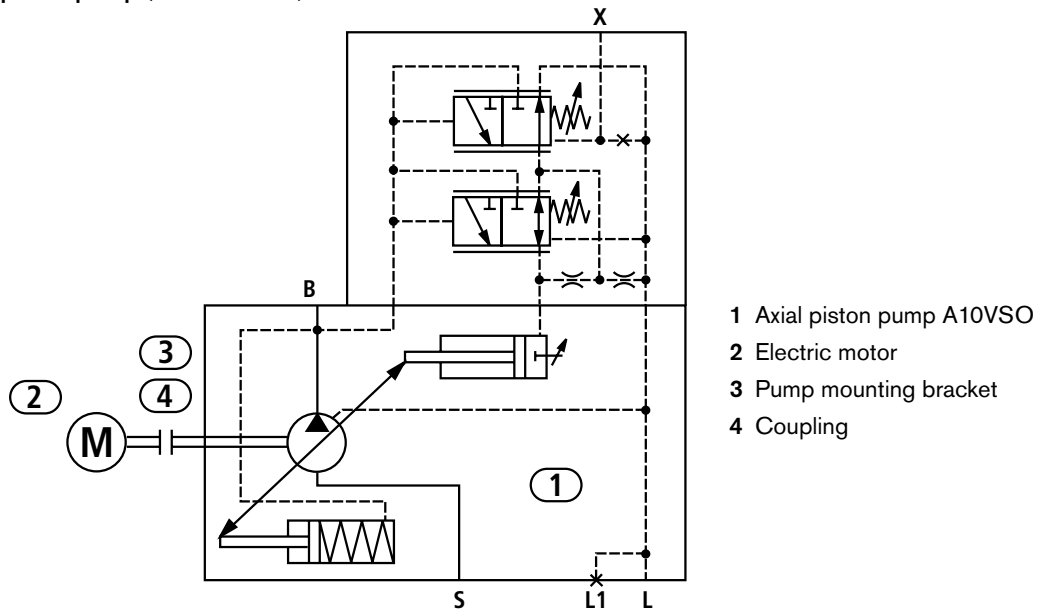 X
B
3
4
2
M
1
S
L1
L
1 Axial piston pump A10VSO
2 Electric motor
3 Pump mounting bracket
4 Coupling